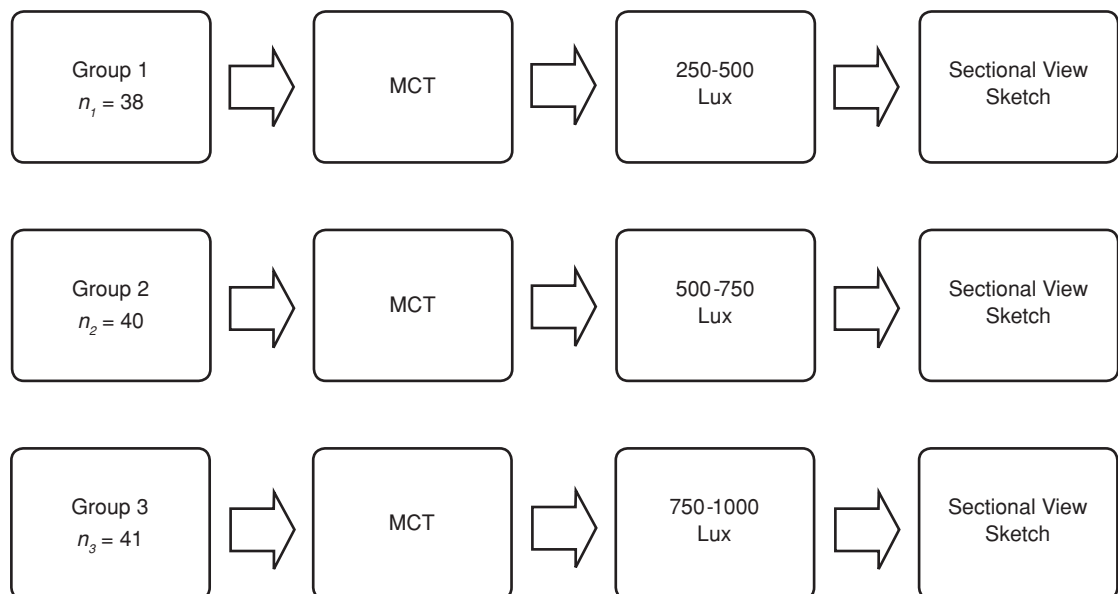 Group 1
n₁ = 38
MCT
250-500
Lux
Sectional View
Sketch
Group 2
n₂ = 40
MCT
500-750
Lux
Sectional View
Sketch
Group 3
n₃ = 41
MCT
750-1000
Lux
Sectional View
Sketch